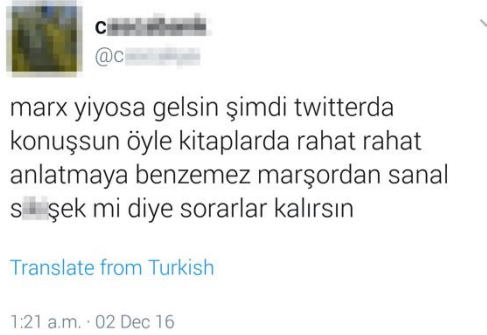 marx yiyosa gelsin şimdi twitterda
konuşsun öyle kitaplarda rahat rahat
anlatmaya benzemez marşordan sanal
mi diye sorarlar kalırsın
Translate from Turkish
1:21 a.m. · 02 Dec 16